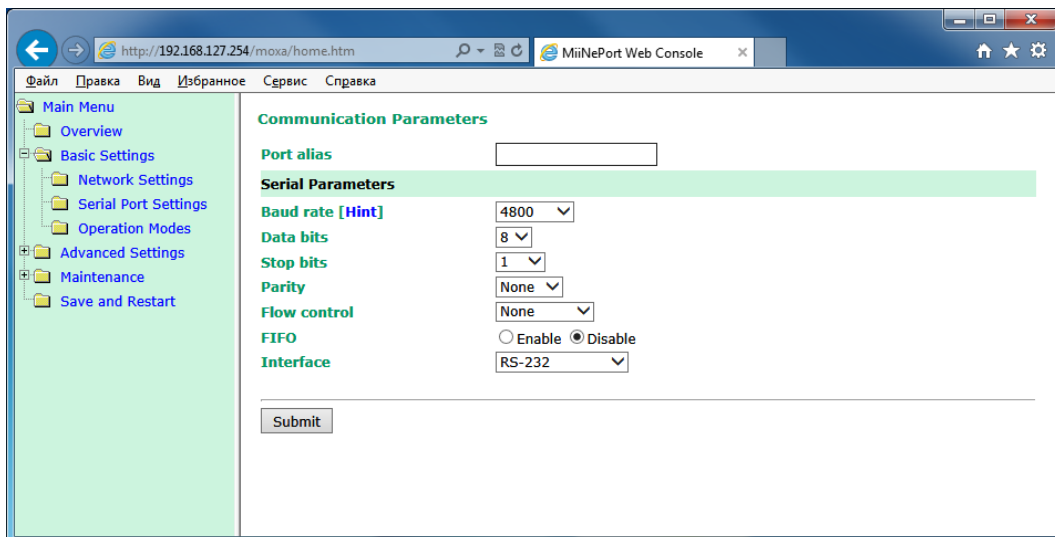 http://192.168.127.254/moxa/home.htm
MiiNePort Web Console
Файл Правка Вид Избранное Сервис Справка
Main Menu
Overview
Basic Settings
Network Settings
Serial Port Settings
Operation Modes
Advanced Settings
Maintenance
Save and Restart
Communication Parameters
Port alias
Serial Parameters
Baud rate [Hint] 4800
Data bits 8
Stop bits 1
Parity None
Flow control None
FIFO Enable Disable
Interface RS-232
Submit